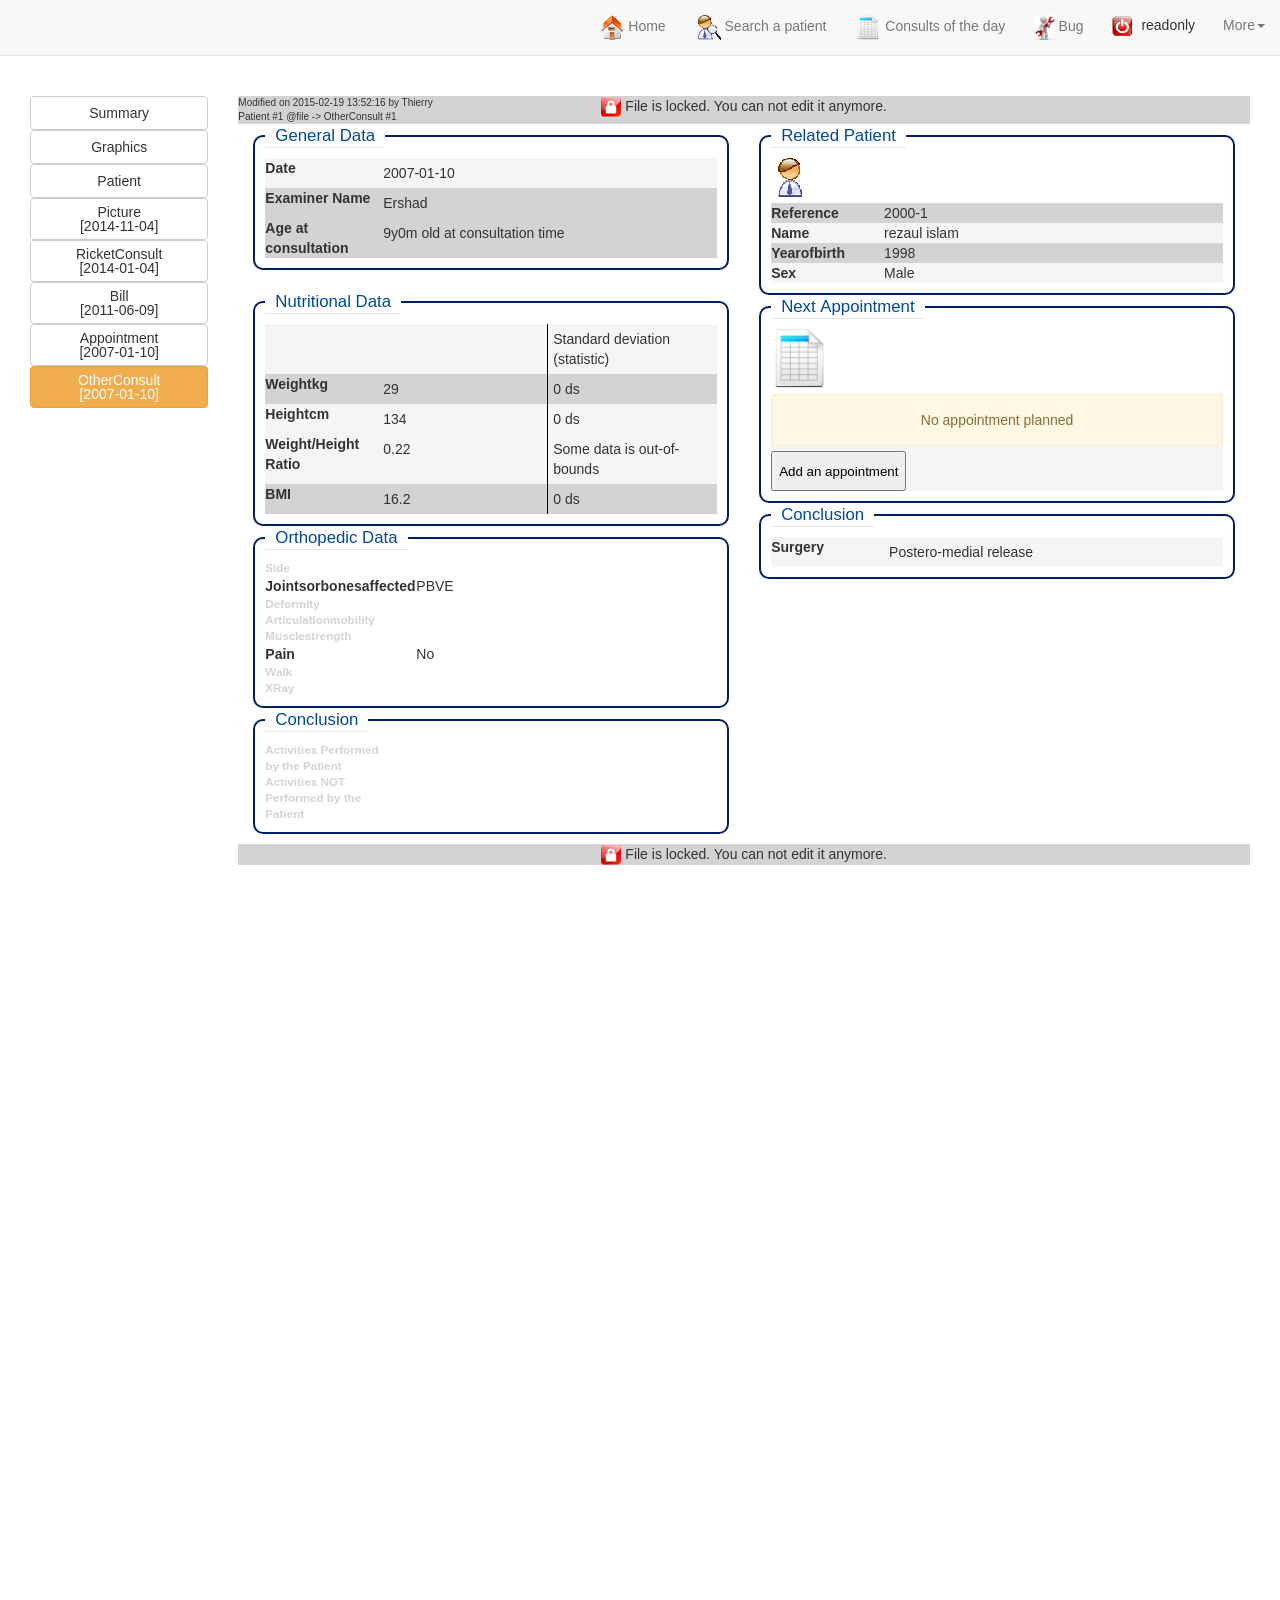 Home
Search a patient
Consults of the day
Bug
readonly
More
Summary
Graphics
Patient
Picture
[2014-11-04]
RicketConsult
[2014-01-04]
Bill
[2011-06-09]
Appointment
[2007-01-10]
OtherConsult
[2007-01-10]
Modified on 2015-02-19 13:52:16 by Thierry
Patient #1 @file -> OtherConsult #1
File is locked. You can not edit it anymore.
General Data
Date 2007-01-10
Examiner Name Ershad
Age at 9y0m old at consultation time
consultation
Nutritional Data
Standard deviation
(statistic)
Weightkg 29 0 ds
Heightcm 134 0 ds
Weight/Height 0.22 Some data is out-of-
Ratio bounds
BMI 16.2 0 ds
Orthopedic Data
Side
JointsorbonesaffectedPBVE
Deformity
Articulationmobility
Musclestrength
Pain No
Walk
XRay
Conclusion
Activities Performed
by the Patient
Activities NOT
Performed by the
Patient
Related Patient
Reference 2000-1
Name rezaul islam
Yearofbirth 1998
Sex Male
Next Appointment
No appointment planned
Add an appointment
Conclusion
Surgery Postero-medial release
File is locked. You can not edit it anymore.